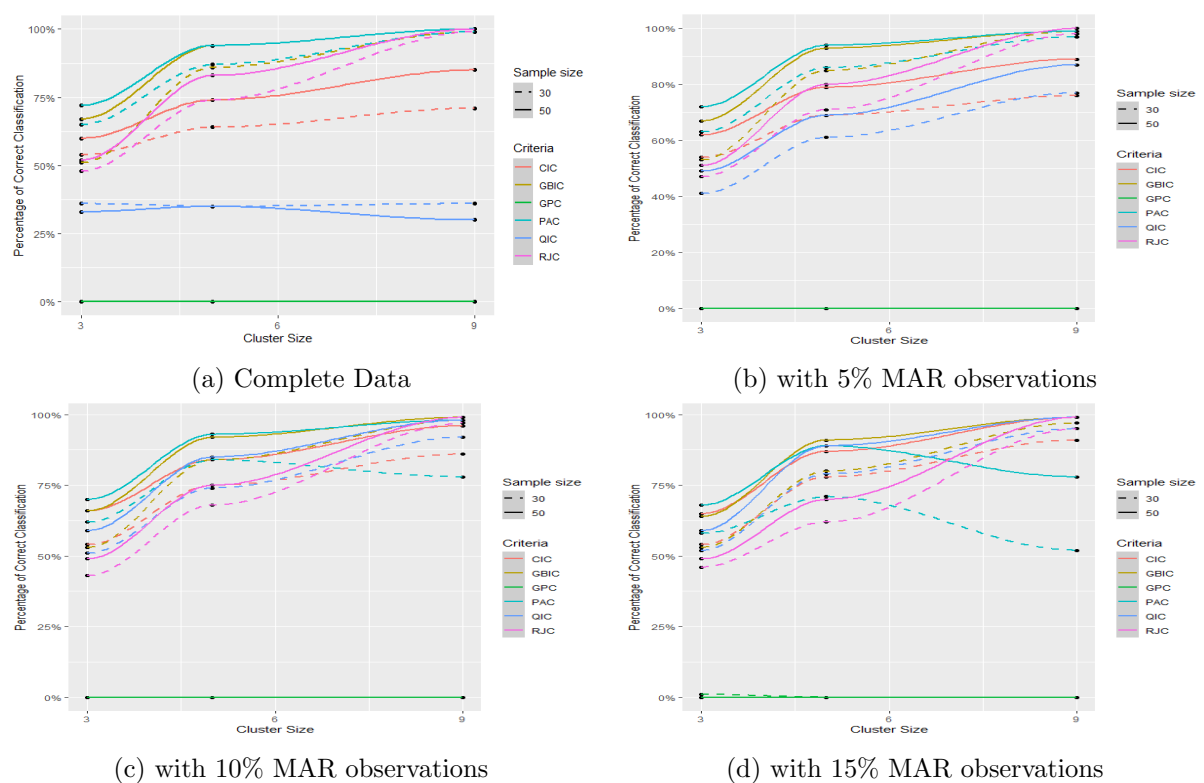 100%
75%
50%
25%
0%
Percentage of Correct Classification
3
6
9
Cluster Size
Sample size
30
50
Criteria
CIC
GBIC
GPC
PAC
QIC
RJC
(a) Complete Data
100%
80%
60%
40%
20%
0%
Percentage of Correct Classification
3
6
9
Cluster Size
Sample size
30
50
Criteria
CIC
GBIC
GPC
PAC
QIC
RJC
(b) with 5% MAR observations
100%
75%
50%
25%
0%
Percentage of Correct Classification
3
6
9
Cluster Size
Sample size
30
50
Criteria
CIC
GBIC
GPC
PAC
QIC
RJC
(c) with 10% MAR observations
100%
75%
50%
25%
0%
Percentage of Correct Classification
3
6
9
Cluster Size
Sample size
30
50
Criteria
CIC
GBIC
GPC
PAC
QIC
RJC
(d) with 15% MAR observations